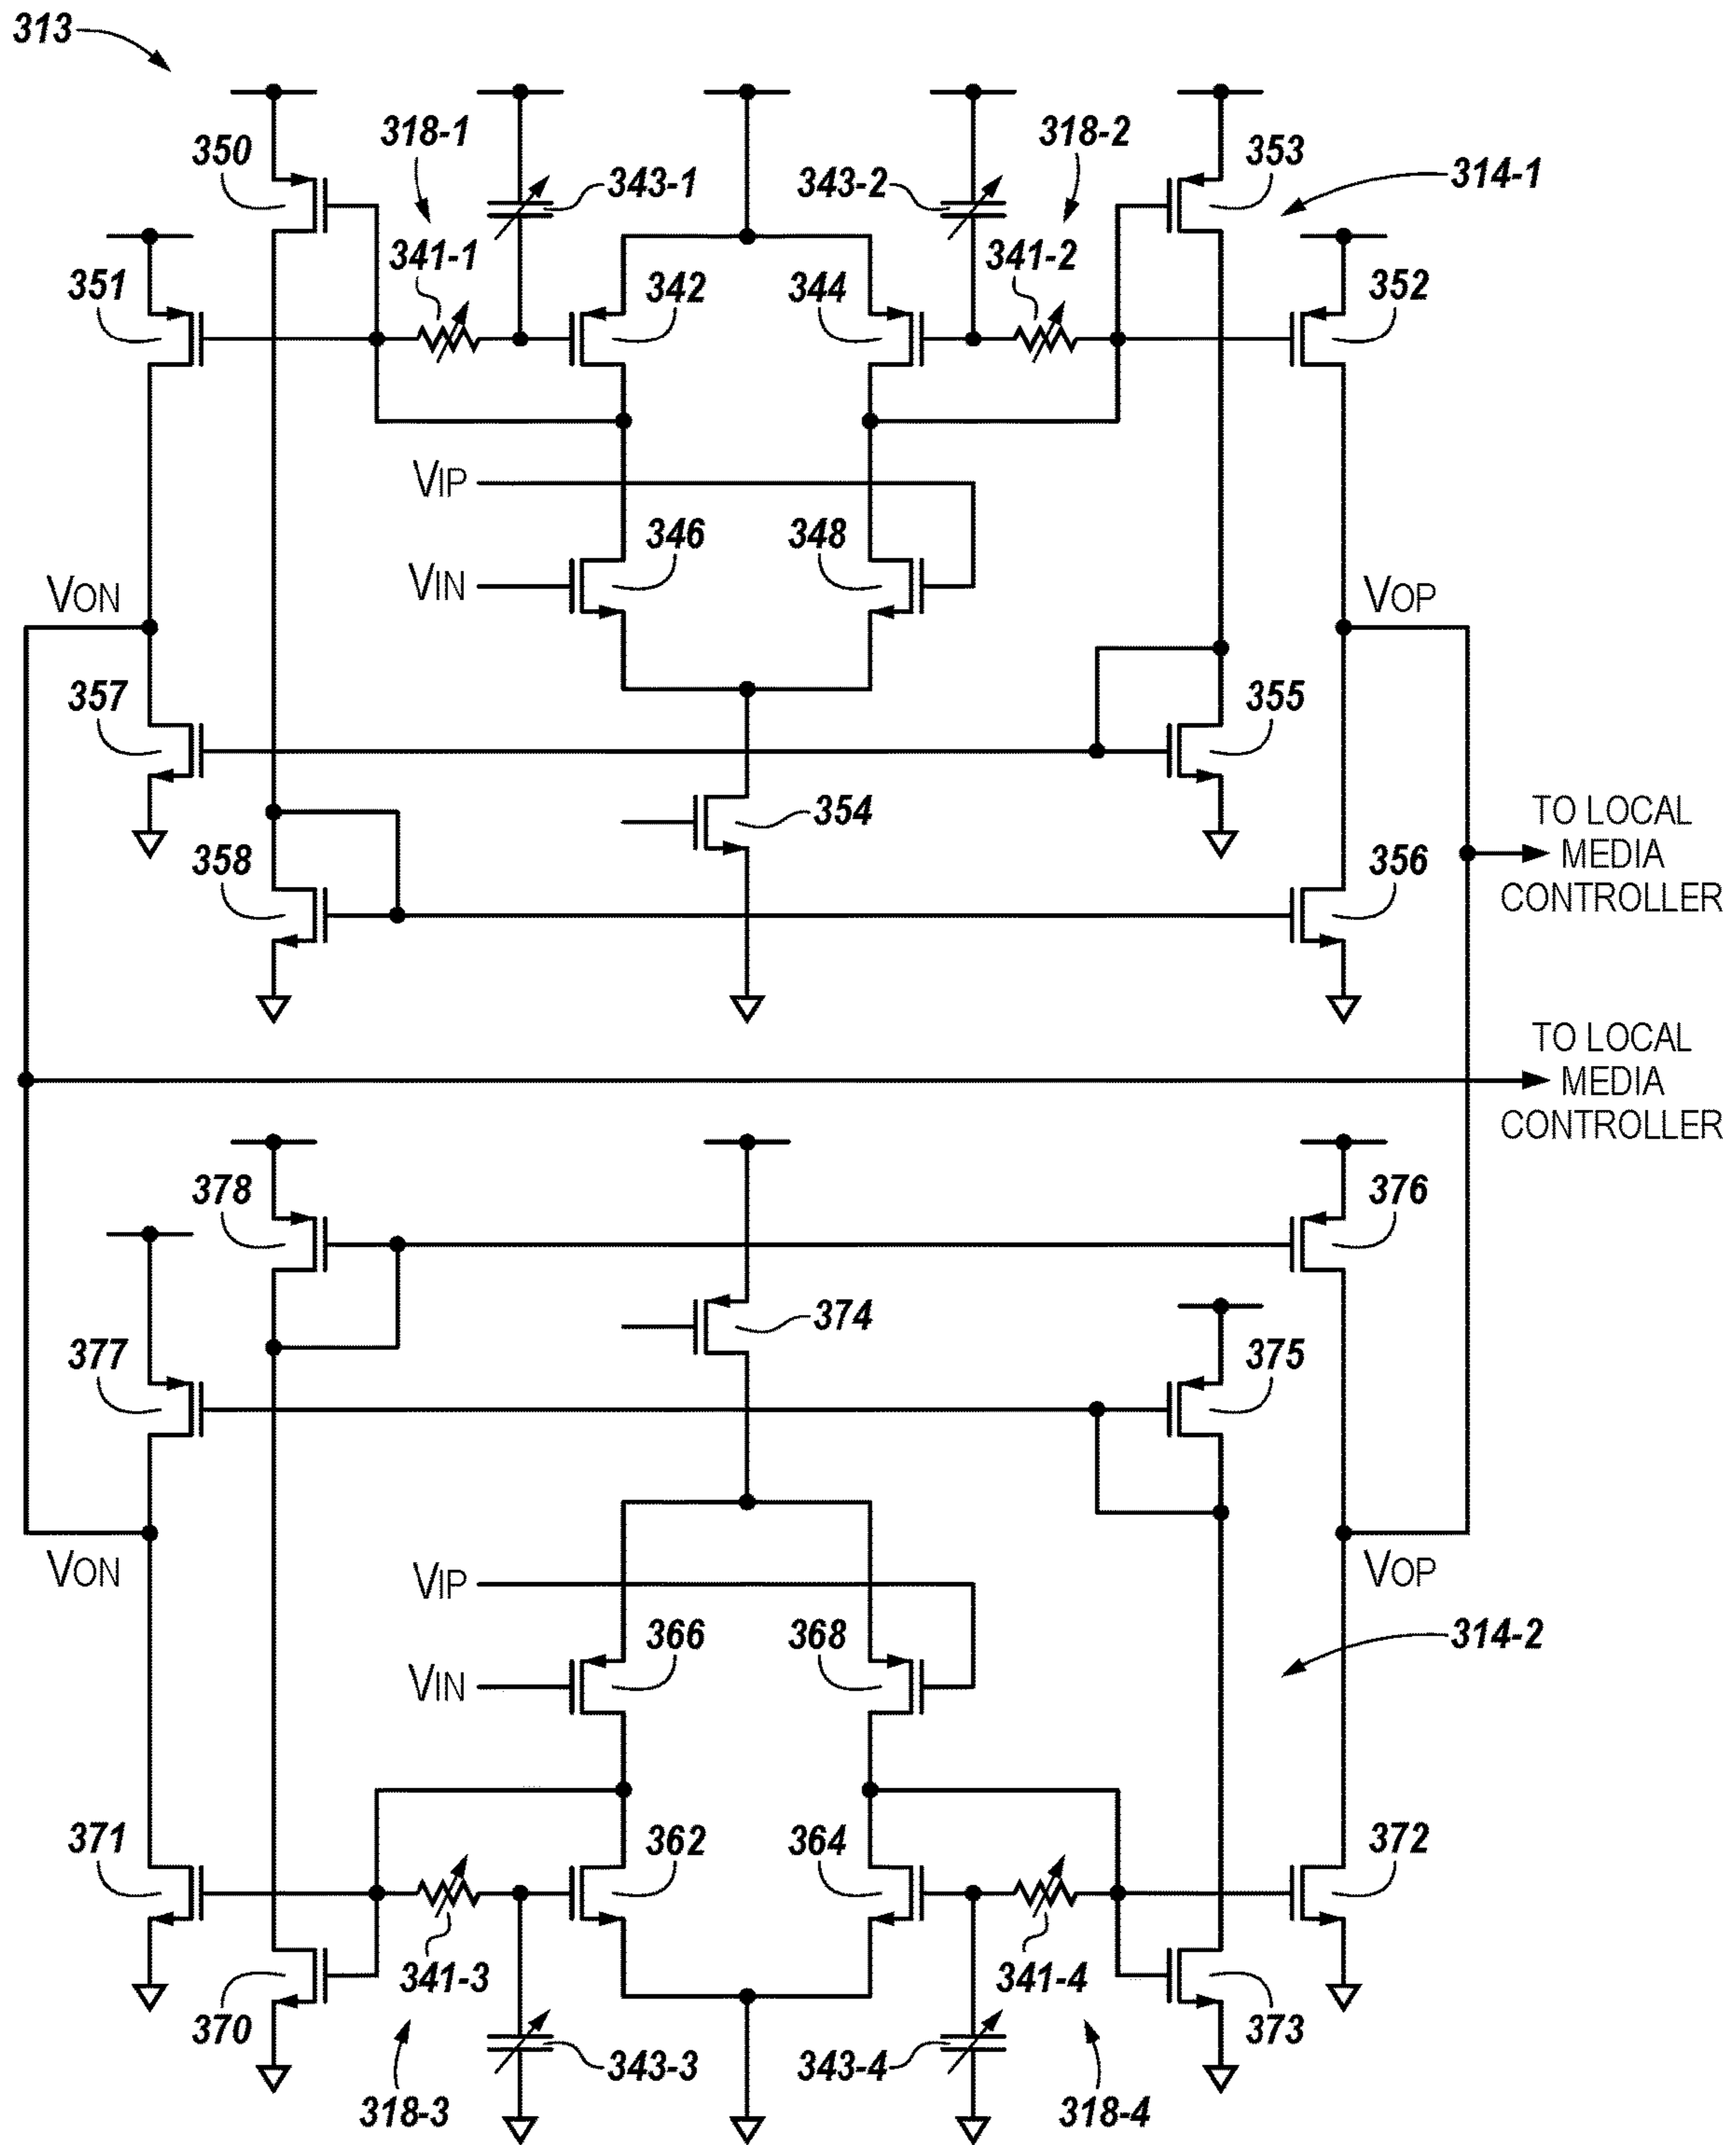 313
350
318-1
343-1
343-2
318-2
353
314-1
351
341-1
342
344
341-2
352
VIP
346
348
VIN
VON
VOP
357
355
354
358
356
TO LOCAL
MEDIA
CONTROLLER
TO LOCAL
MEDIA
CONTROLLER
378
376
374
377
375
VON
VIP
VOP
366
368
314-2
VIN
371
362
364
372
341-3
341-4
370
373
343-3
343-4
318-3
318-4